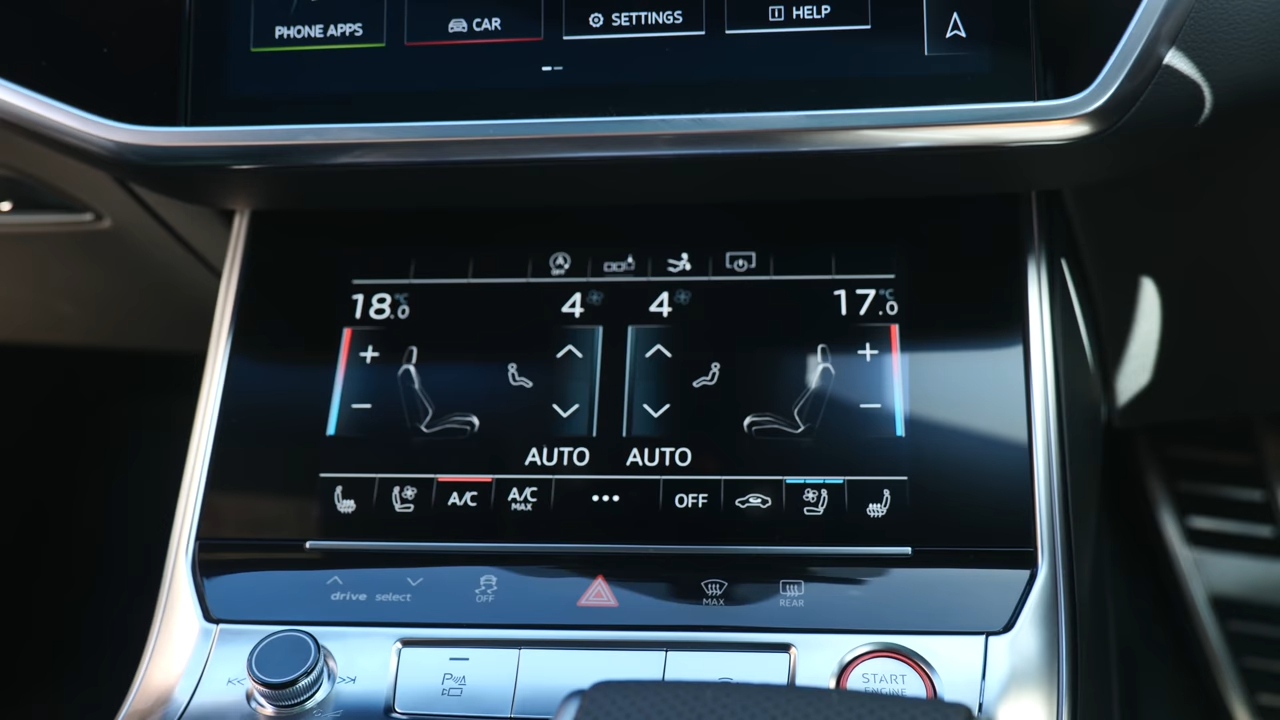 PHONE APPS
CAR
SETTINGS
HELP
OFF
18.0 °C
4
4
17.0 °C
AUTO
AUTO
A/C
A/C MAX
OFF
drive select
OFF
MAX
REAR
P
START
ENGINE